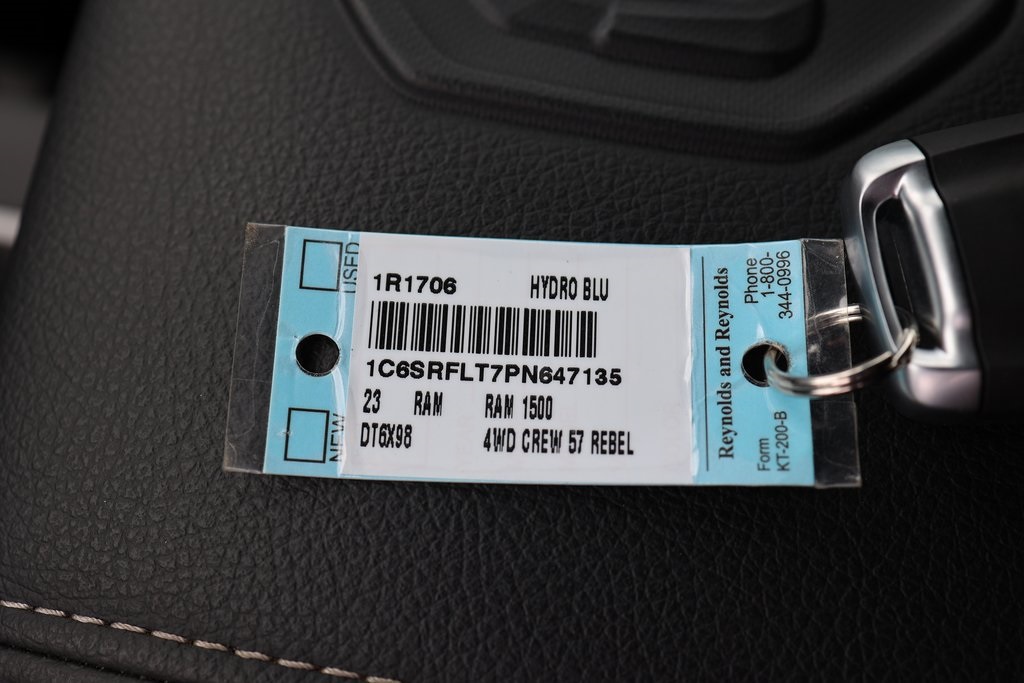 USED
NEW
1R1706 HYDRO BLU
1C6SRFLT7PN647135
23 RAM RAM 1500
DT6X98 4WD CREW 57 REBEL
Reynolds and Reynolds
Phone
1-800-
344-0996
Form
KT-200-B